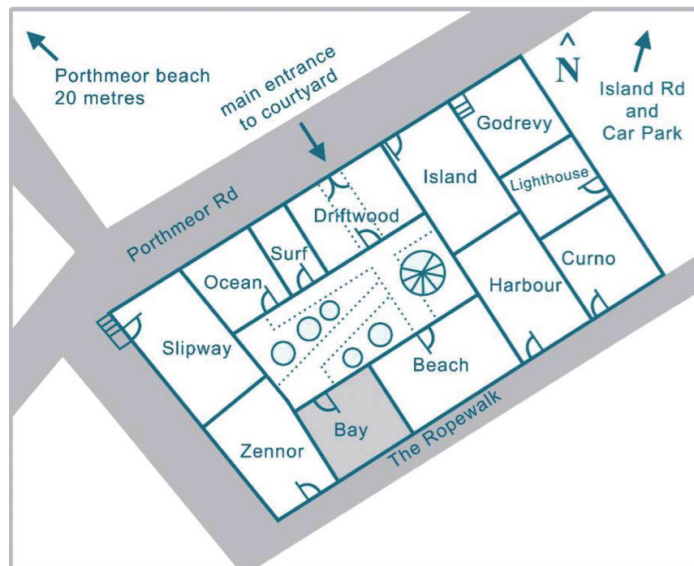 Porthmeor beach
20 metres
main entrance
to courtyard
N
Island Rd
and
Car Park
Porthmeor Rd
Godrevy
Island
Lighthouse
Driftwood
Surf
Ocean
Curno
Harbour
Slipway
Beach
Bay
Zennor
The Ropewalk